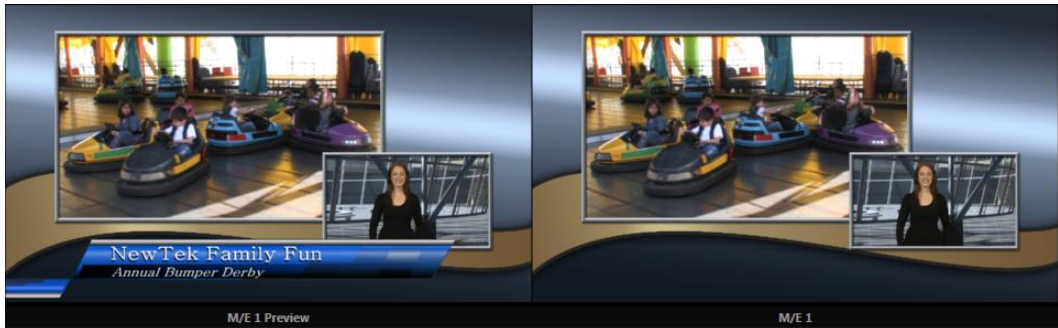 NewTek Family Fun
Annual Bumper Derby
M/E 1 Preview
M/E 1